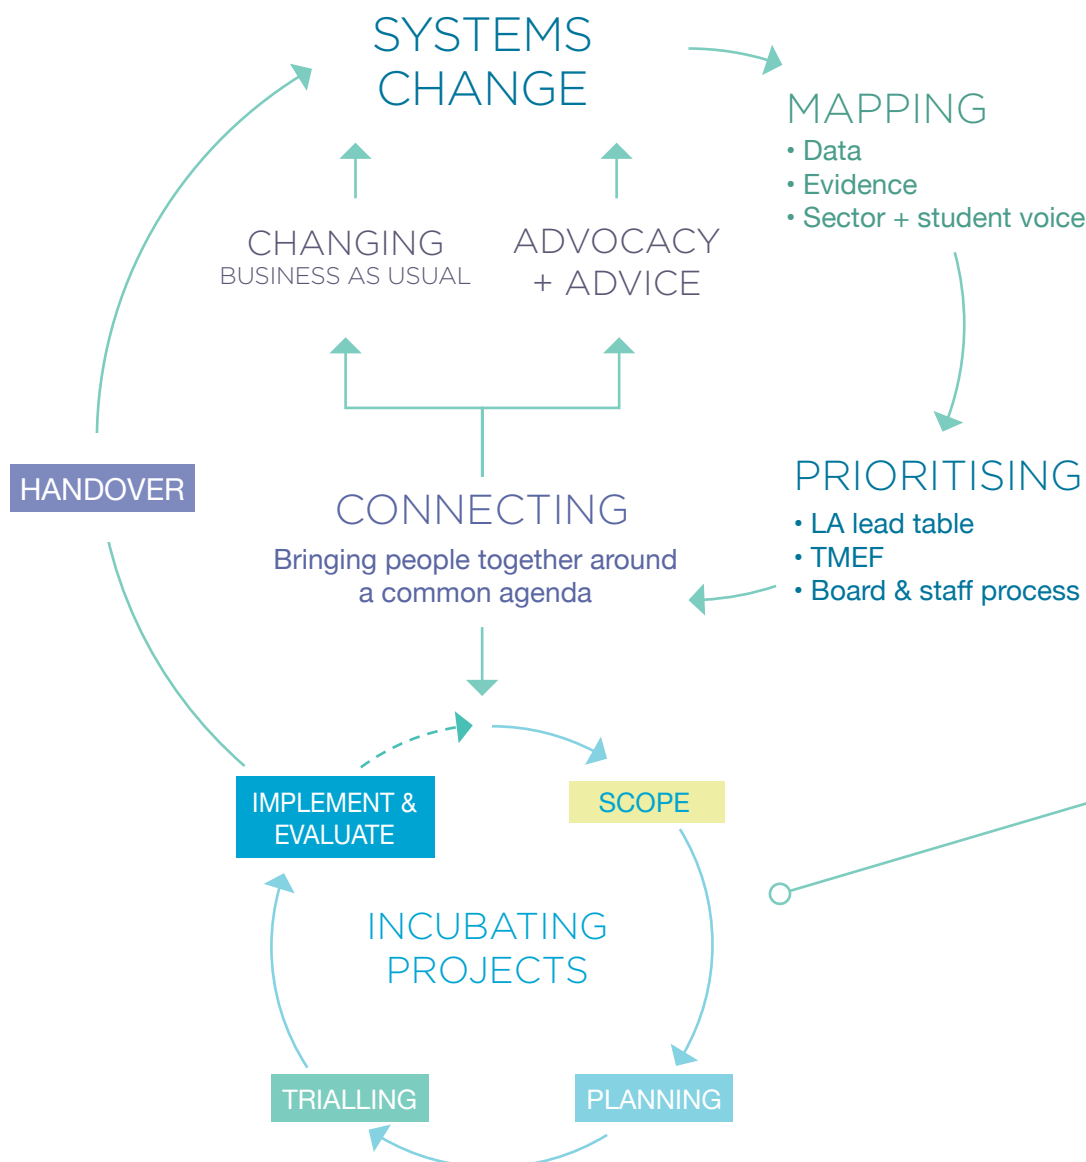 SYSTEMS
CHANGE
MAPPING
• Data
• Evidence
• Sector + student voice
CHANGING
BUSINESS AS USUAL
ADVOCACY
+ ADVICE
HANDOVER
PRIORITISING
• LA lead table
• TMEF
• Board & staff process
CONNECTING
Bringing people together around
a common agenda
IMPLEMENT &
EVALUATE
SCOPE
INCUBATING
PROJECTS
TRIALLING
PLANNING